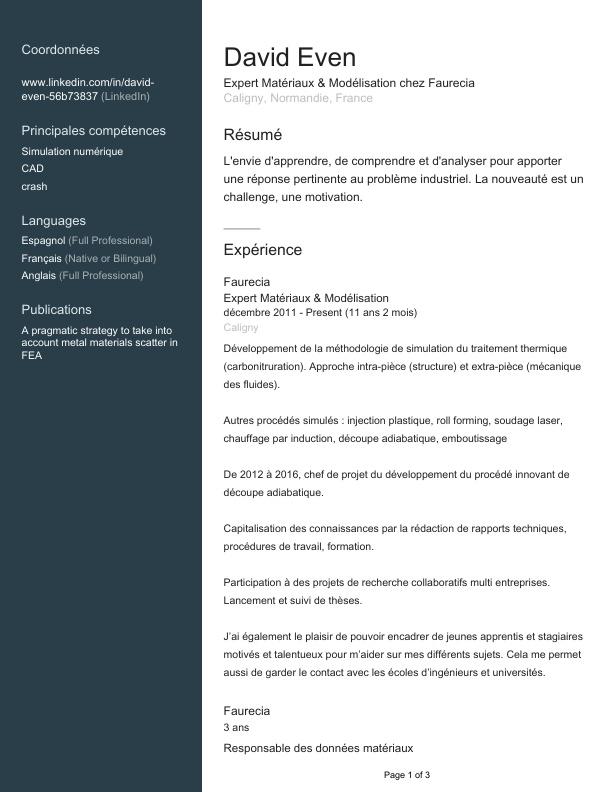 Coordonnées
www.linkedin.com/in/david-
even-56b73837 (LinkedIn)
Principales compétences
Simulation numérique
CAD
crash
Languages
Espagnol (Full Professional)
Français (Native or Bilingual)
Anglais (Full Professional)
Publications
A pragmatic strategy to take into
account metal materials scatter in
FEA
David Even
Expert Matériaux & Modélisation chez Faurecia
Caligny, Normandie, France
Résumé
L'envie d'apprendre, de comprendre et d'analyser pour apporter
une réponse pertinente au problème industriel. La nouveauté est un
challenge, une motivation.
Expérience
Faurecia
Expert Matériaux & Modélisation
décembre 2011 - Present (11 ans 2 mois)
Caligny
Développement de la méthodologie de simulation du traitement thermique
(carbonitruration). Approche intra-pièce (structure) et extra-pièce (mécanique
des fluides).
Autres procédés simulés : injection plastique, roll forming, soudage laser,
chauffage par induction, découpe adiabatique, emboutissage
De 2012 à 2016, chef de projet du développement du procédé innovant de
découpe adiabatique.
Capitalisation des connaissances par la rédaction de rapports techniques,
procédures de travail, formation.
Participation à des projets de recherche collaboratifs multi entreprises.
Lancement et suivi de thèses.
J’ai également le plaisir de pouvoir encadrer de jeunes apprentis et stagiaires
motivés et talentueux pour m’aider sur mes différents sujets. Cela me permet
aussi de garder le contact avec les écoles d’ingénieurs et universités.
Faurecia
3 ans
Responsable des données matériaux
Page 1 of 3